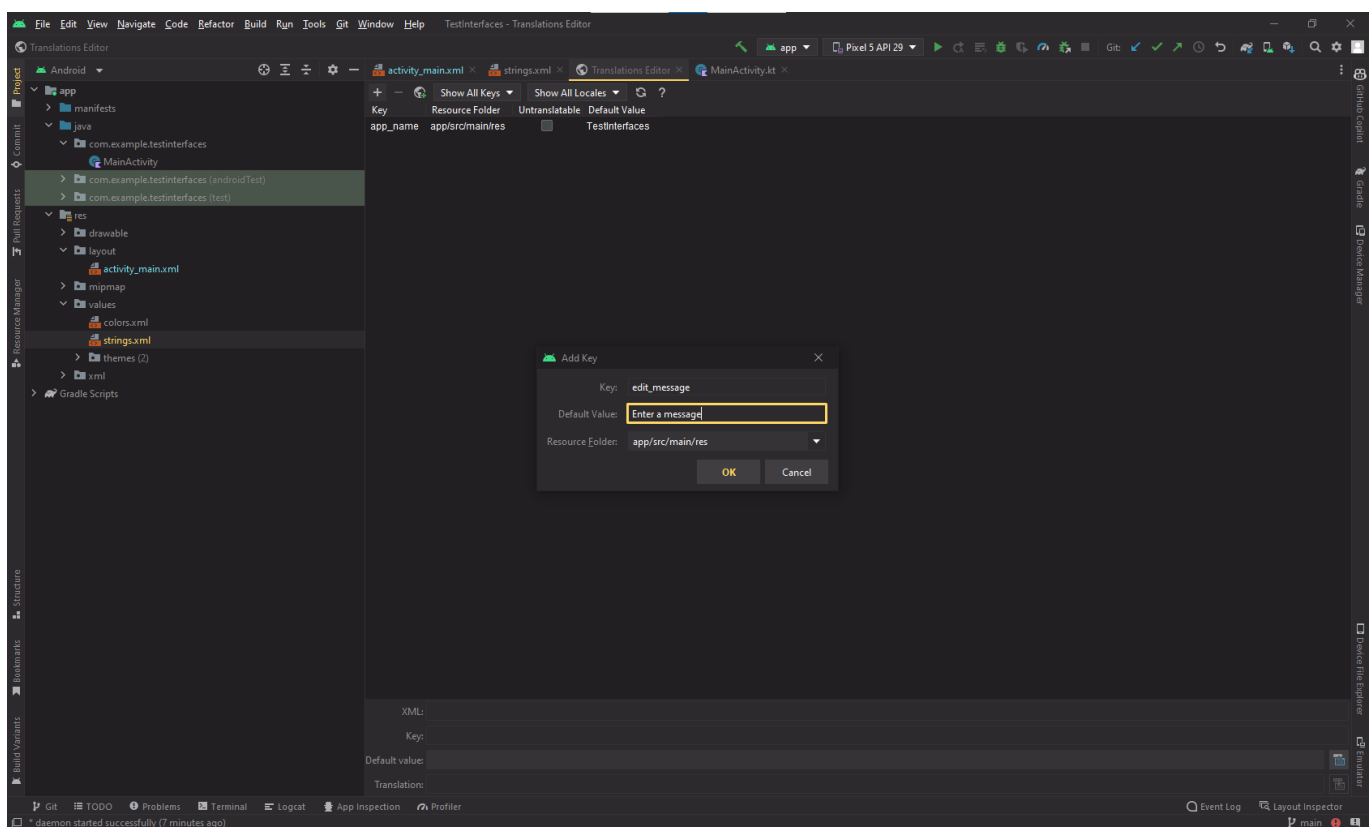 File Edit View Navigate Code Refactor Build Run Tools Git Window Help TestInterfaces - Translations Editor
Translations Editor
app
Pixel 5 API 29
Git:
Android
activity_main.xml
strings.xml
Translations Editor
MainActivity.kt
Project
Commit
Pull Requests
Resource Manager
Structure
Bookmarks
Build Variants
app
manifests
java
com.example.testinterfaces
MainActivity
com.example.testinterfaces (androidTest)
com.example.testinterfaces (test)
res
drawable
layout
activity_main.xml
mipmap
values
colors.xml
strings.xml
themes (2)
xml
Gradle Scripts
Show All Keys Show All Locales ?
Key Resource Folder Untranslatable Default Value
app_name app/src/main/res TestInterfaces
Add Key
Key: edit_message
Default Value: Enter a message
Resource Folder: app/src/main/res
OK Cancel
XML:
Key:
Default value:
Translation:
GitHub Copilot
Gradle
Device Manager
Device File Explorer
Emulator
Git TODO Problems Terminal Logcat App Inspection Profiler Event Log Layout Inspector
* daemon started successfully (7 minutes ago) main